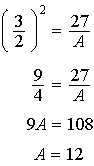 (3/2)² = 27/A
9/4 = 27/A
9A = 108
A = 12